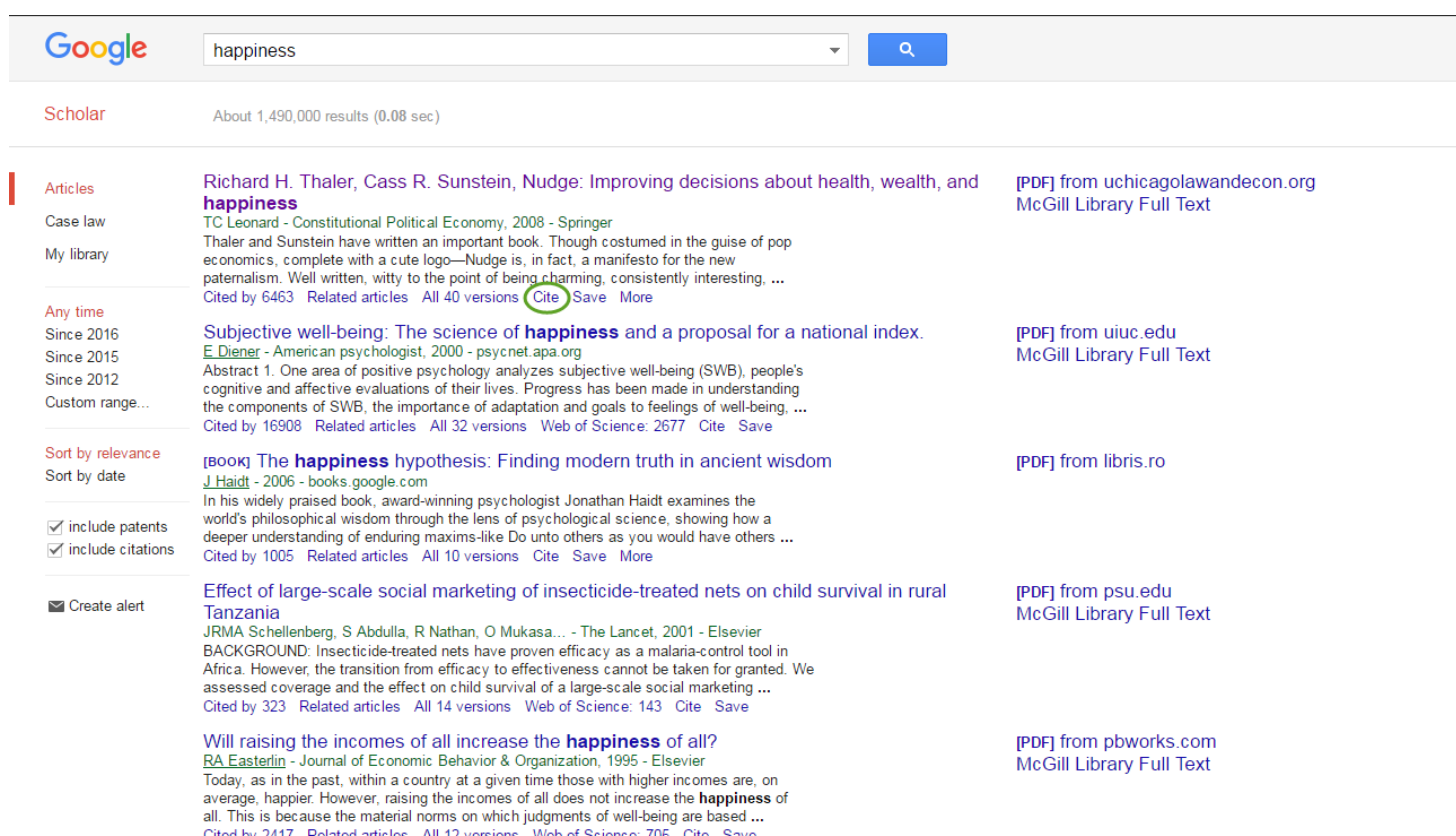 Google
happiness
Scholar
About 1,490,000 results (0.08 sec)
Articles
Case law
My library
Any time
Since 2016
Since 2015
Since 2012
Custom range...
Sort by relevance
Sort by date
include patents
include citations
Create alert
Richard H. Thaler, Cass R. Sunstein, Nudge: Improving decisions about health, wealth, and
happiness
TC Leonard - Constitutional Political Economy, 2008 - Springer
Thaler and Sunstein have written an important book. Though costumed in the guise of pop
economics, complete with a cute logo—Nudge is, in fact, a manifesto for the new
paternalism. Well written, witty to the point of being charming, consistently interesting, ...
Cited by 6463 Related articles All 40 versions Cite Save More
[PDF] from uchicagolawandecon.org
McGill Library Full Text
Subjective well-being: The science of happiness and a proposal for a national index.
E Diener - American psychologist, 2000 - psycnet.apa.org
Abstract 1. One area of positive psychology analyzes subjective well-being (SWB), people's
cognitive and affective evaluations of their lives. Progress has been made in understanding
the components of SWB, the importance of adaptation and goals to feelings of well-being, ...
Cited by 16908 Related articles All 32 versions Web of Science: 2677 Cite Save
[PDF] from uiuc.edu
McGill Library Full Text
[BOOK] The happiness hypothesis: Finding modern truth in ancient wisdom
J Haidt - 2006 - books.google.com
In his widely praised book, award-winning psychologist Jonathan Haidt examines the
world's philosophical wisdom through the lens of psychological science, showing how a
deeper understanding of enduring maxims-like Do unto others as you would have others ...
Cited by 1005 Related articles All 10 versions Cite Save More
[PDF] from libris.ro
Effect of large-scale social marketing of insecticide-treated nets on child survival in rural
Tanzania
JRMA Schellenberg, S Abdulla, R Nathan, O Mukasa... - The Lancet, 2001 - Elsevier
BACKGROUND: Insecticide-treated nets have proven efficacy as a malaria-control tool in
Africa. However, the transition from efficacy to effectiveness cannot be taken for granted. We
assessed coverage and the effect on child survival of a large-scale social marketing ...
Cited by 323 Related articles All 14 versions Web of Science: 143 Cite Save
[PDF] from psu.edu
McGill Library Full Text
Will raising the incomes of all increase the happiness of all?
RA Easterlin - Journal of Economic Behavior & Organization, 1995 - Elsevier
Today, as in the past, within a country at a given time those with higher incomes are, on
average, happier. However, raising the incomes of all does not increase the happiness of
all. This is because the material norms on which judgments of well-being are based ...
Cited by 2417 Related articles All 12 versions Web of Science: 705 Cite Save
[PDF] from pbworks.com
McGill Library Full Text